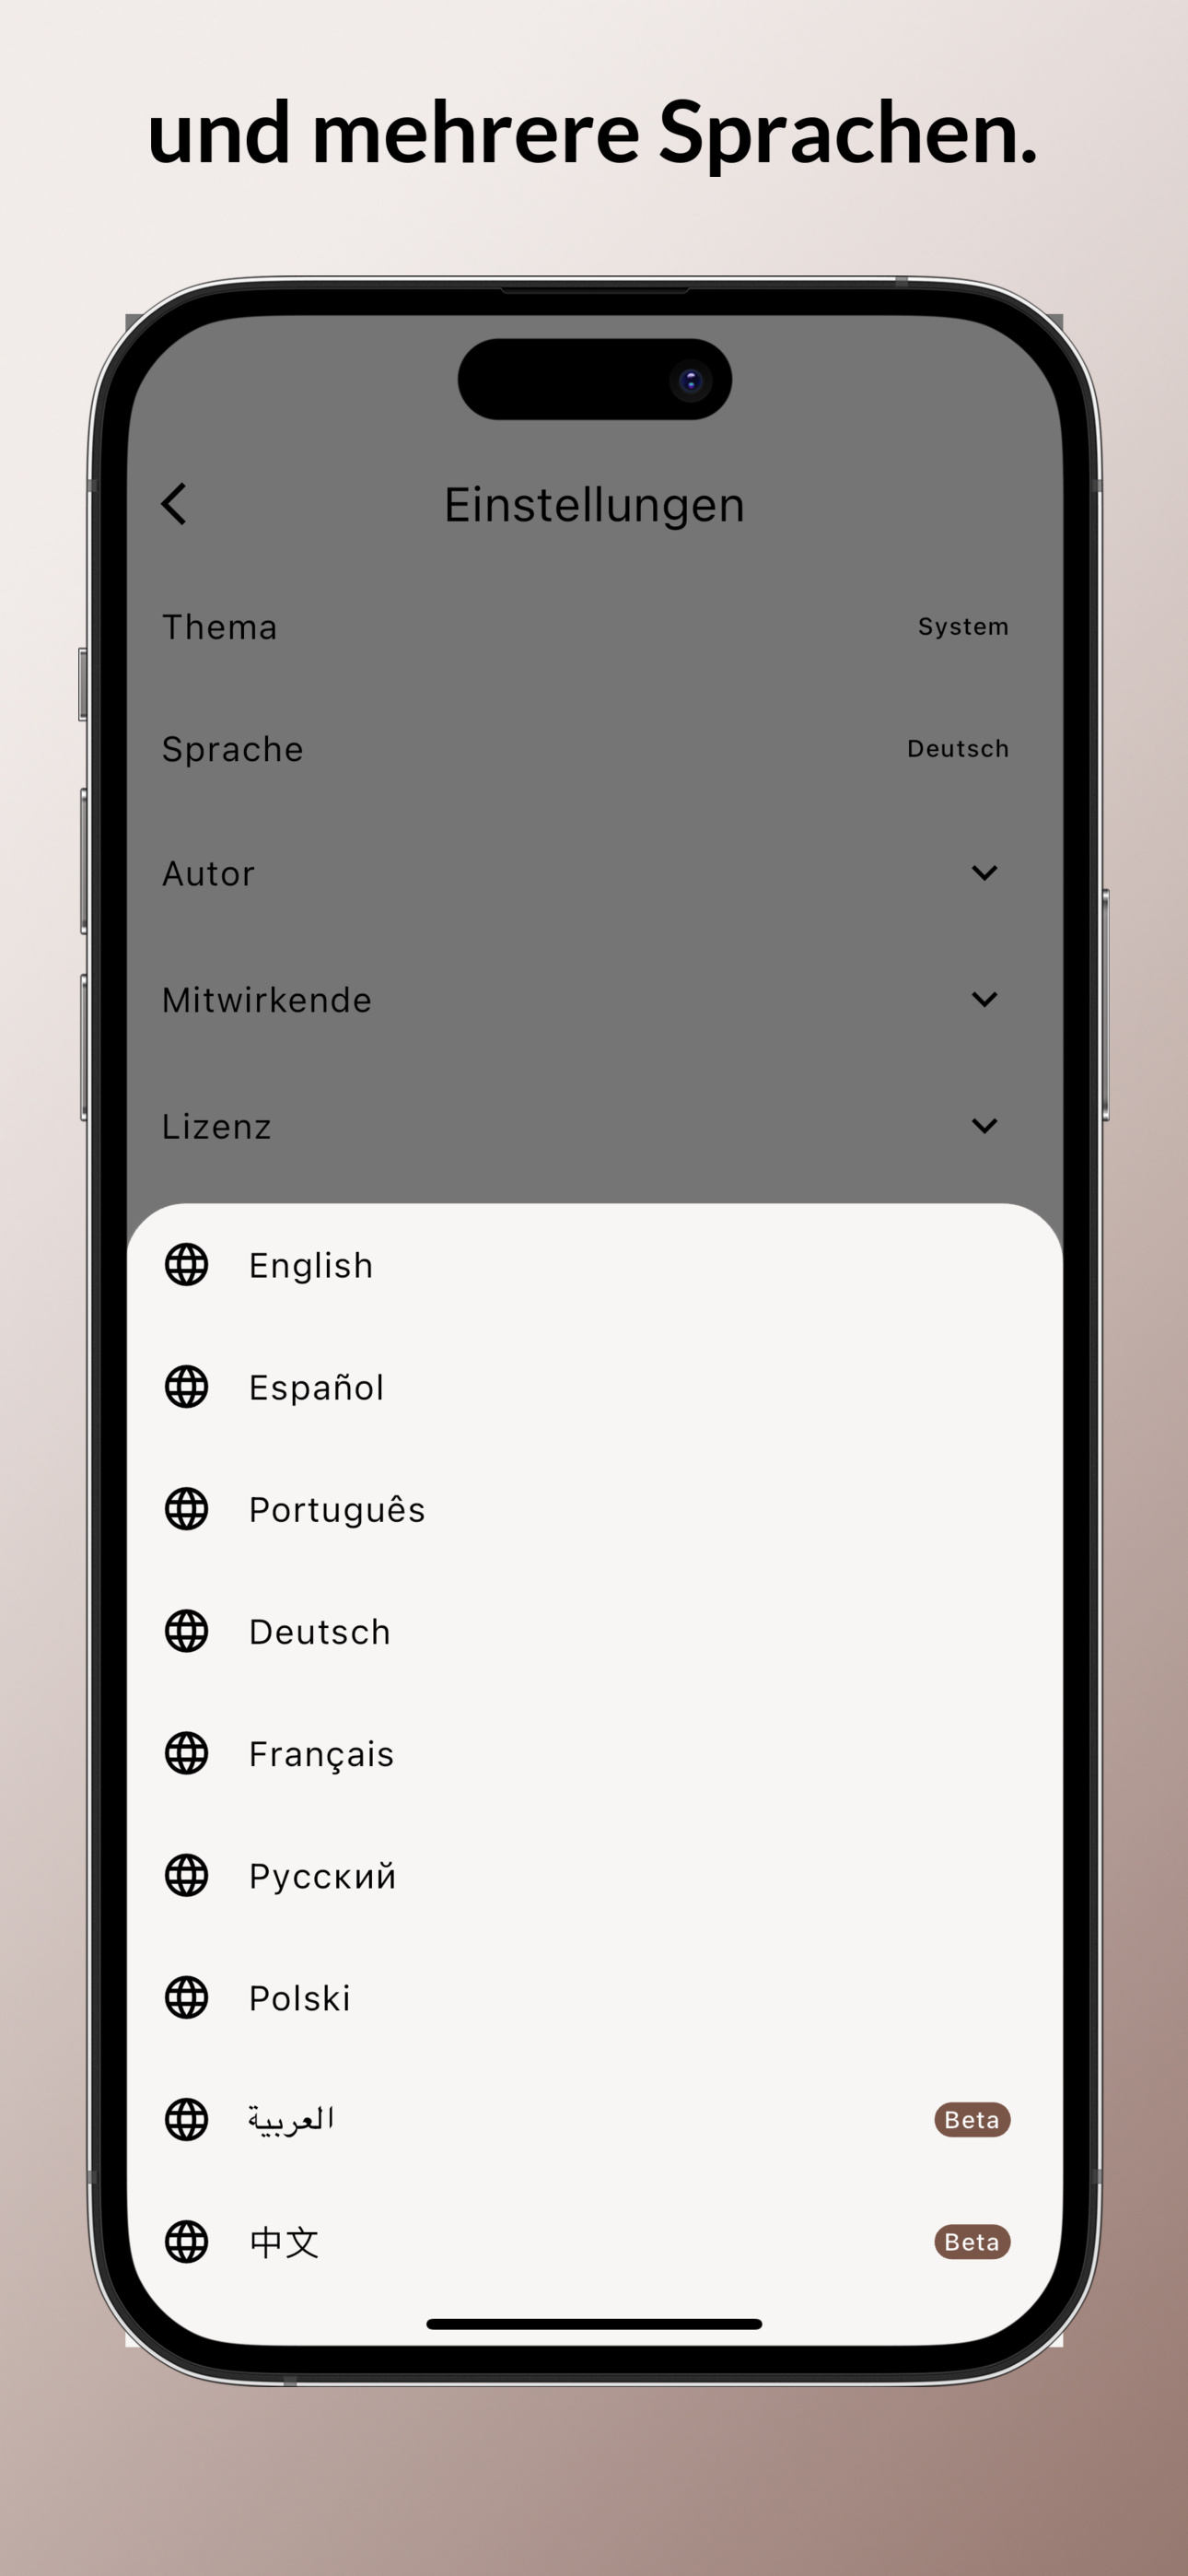 und mehrere Sprachen.
Einstellungen
Thema System
Sprache Deutsch
Autor
Mitwirkende
Lizenz
English
Español
Português
Deutsch
Français
Русский
Polski
العربية Beta
中文 Beta